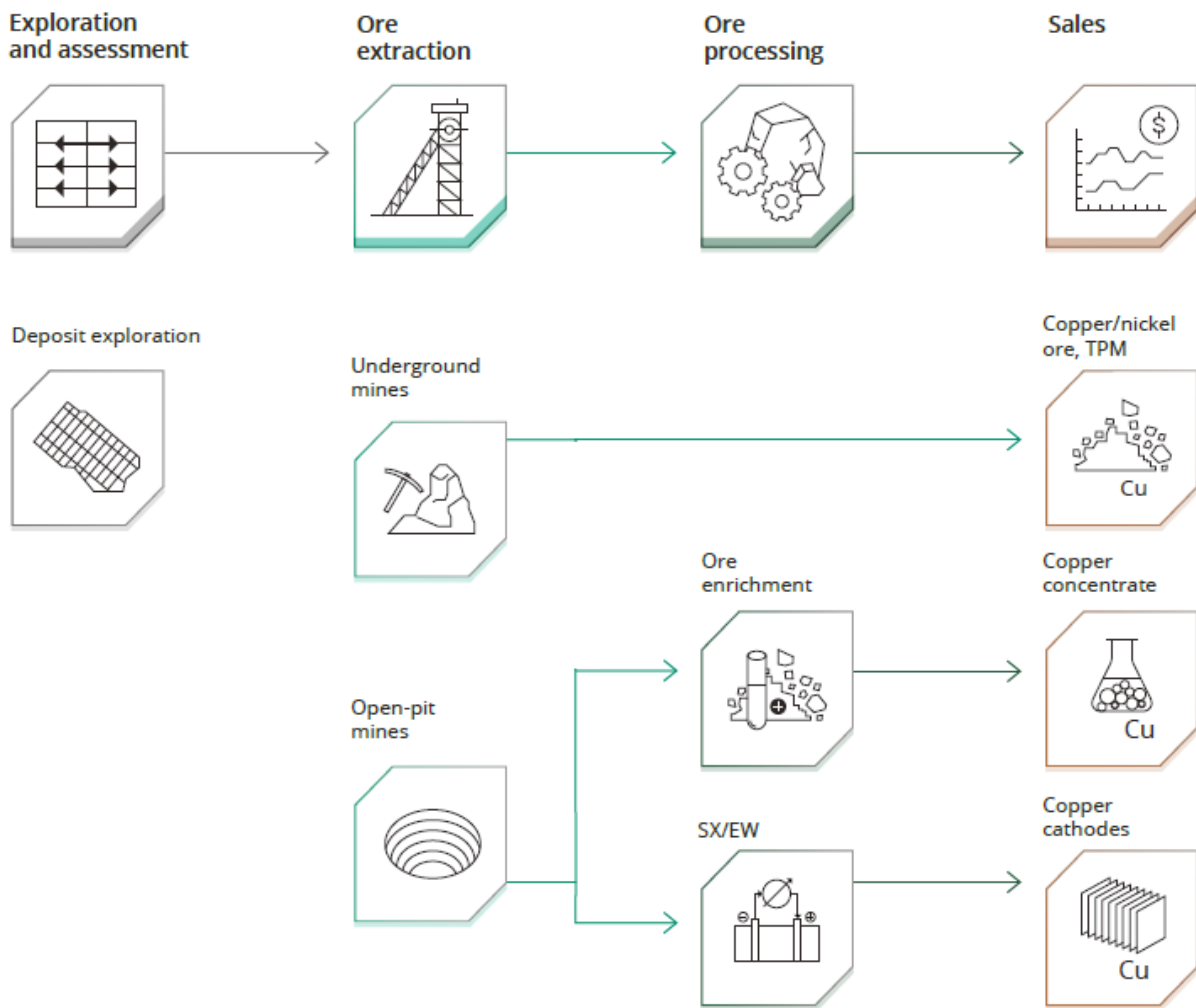 Exploration
and assessment
Ore
extraction
Ore
processing
Sales
$
Deposit exploration
Underground
mines
Copper/nickel
ore, TPM
Cu
Ore
enrichment
Copper
concentrate
Cu
Open-pit
mines
SX/EW
Copper
cathodes
Cu